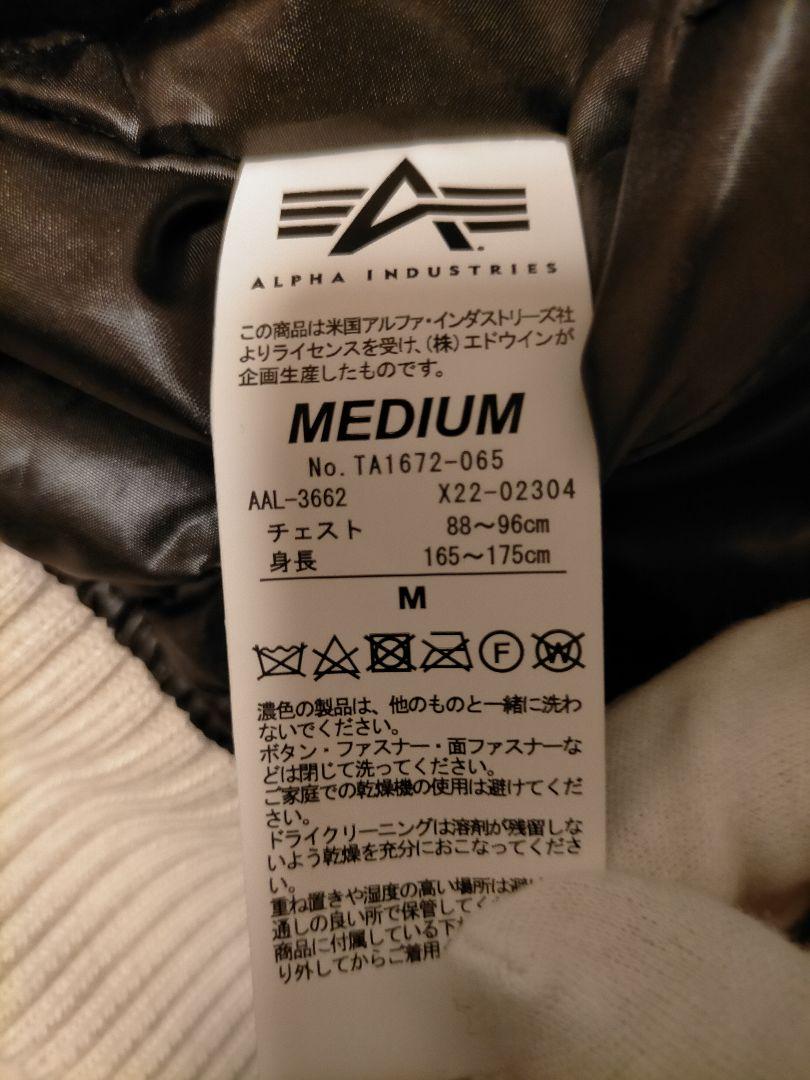 ALPHA INDUSTRIES
この商品は米国アルファ・インダストリーズ社
よりライセンスを受け、(株)エドウインが
企画生産したものです。
MEDIUM
No. TA1672-065
AAL-3662 X22-02304
チェスト 88～96cm
身長 165～175cm
M
F W
濃色の製品は、他のものと一緒に洗わ
ないでください。
ボタン・ファスナー・面ファスナーな
どは閉じて洗ってください。
ご家庭での乾燥機の使用は避けてくだ
さい。
ドライクリーニングは溶剤が残留しな
いよう乾燥を充分におこなってくださ
い。
重ね置きや湿度の高い場所は避
通しの良い所で保管して
商品に付属している下
り外してからご着用